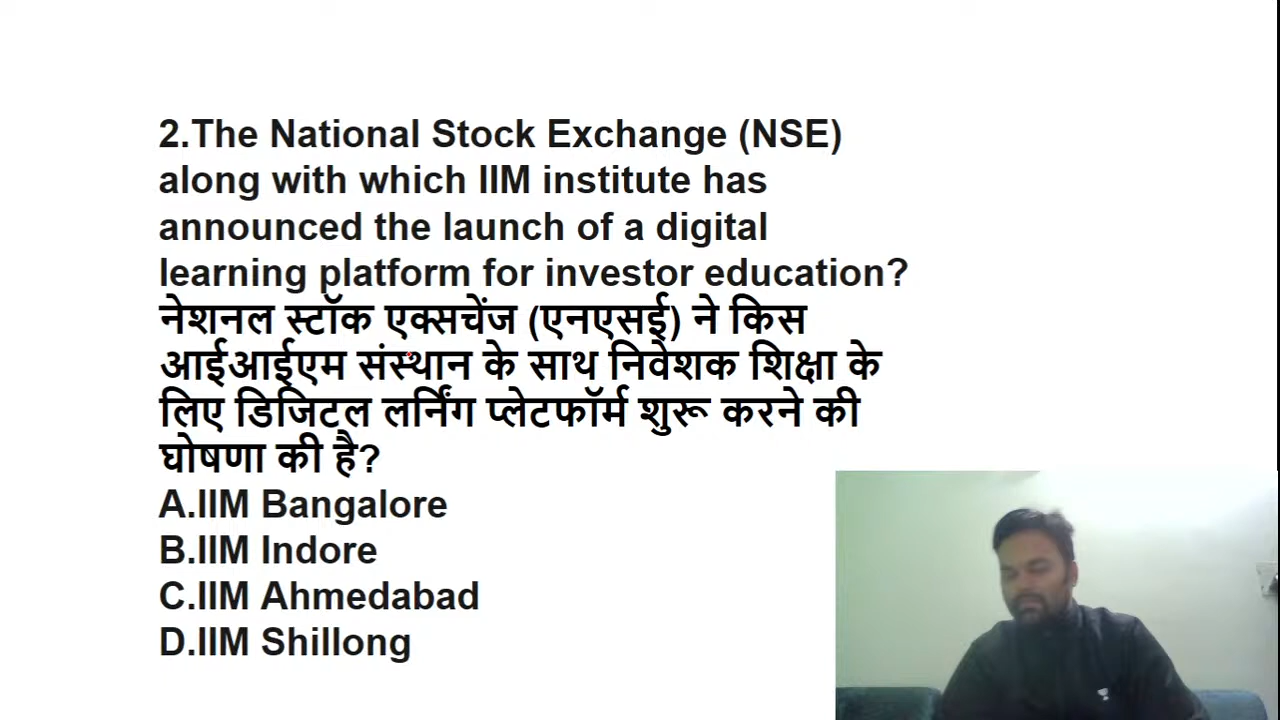 2.The National Stock Exchange (NSE)
along with which IIM institute has
announced the launch of a digital
learning platform for investor education?
नेशनल स्टॉक एक्सचेंज (एनएसई) ने किस
आईआईएम संस्थान के साथ निवेशक शिक्षा के
लिए डिजिटल लर्निंग प्लेटफॉर्म शुरू करने की
घोषणा की है?
A.IIM Bangalore
B.IIM Indore
C.IIM Ahmedabad
D.IIM Shillong